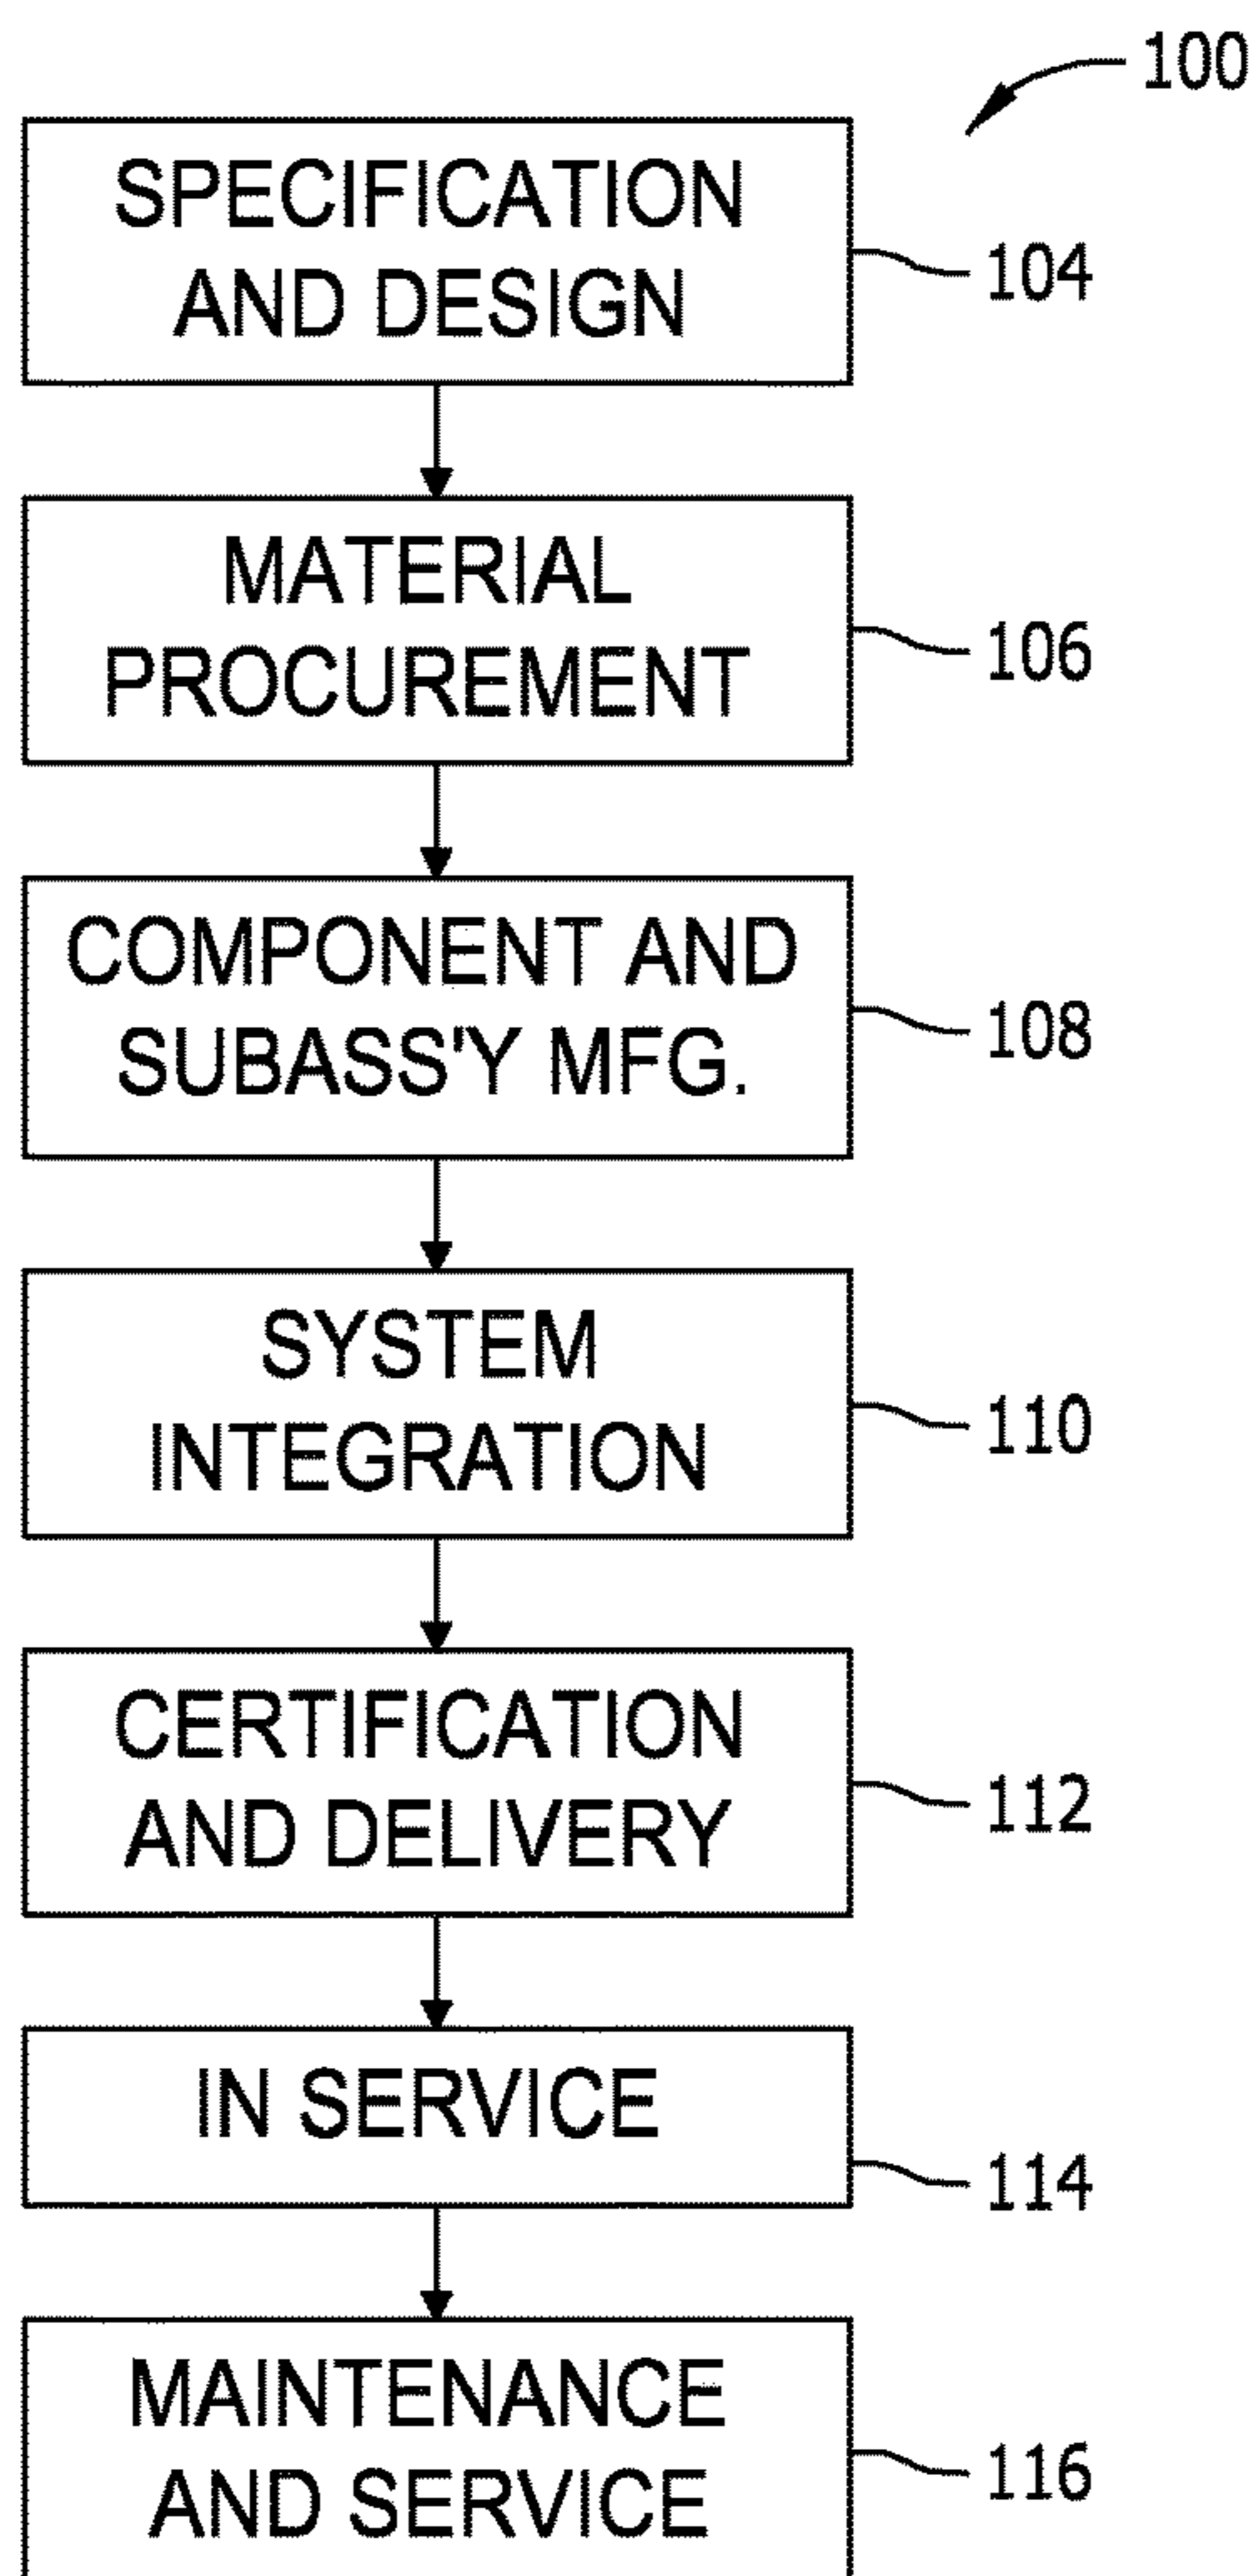 100
SPECIFICATION
AND DESIGN
104
MATERIAL
PROCUREMENT
106
COMPONENT AND
SUBASS'Y MFG.
108
SYSTEM
INTEGRATION
110
CERTIFICATION
AND DELIVERY
112
IN SERVICE
114
MAINTENANCE
AND SERVICE
116